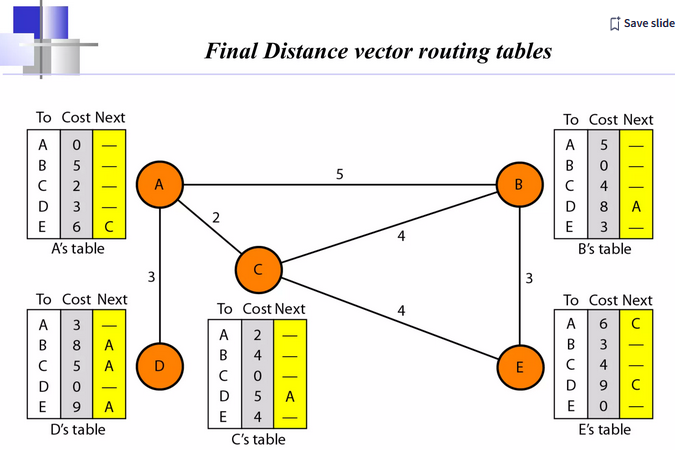 Save slide
Final Distance vector routing tables
To Cost Next
A 0 —
B 5 —
C 2 —
D 3 —
E 6 C
A's table
To Cost Next
A 5 —
B 0 —
C 4 —
D 8 A
E 3 —
B's table
A
5
B
2
4
C
3
3
4
D
E
To Cost Next
A 3 —
B 8 A
C 5 A
D 0 —
E 9 A
D's table
To Cost Next
A 2 —
B 4 —
C 0 —
D 5 A
E 4 —
C's table
To Cost Next
A 6 C
B 3 —
C 4 —
D 9 C
E 0 —
E's table